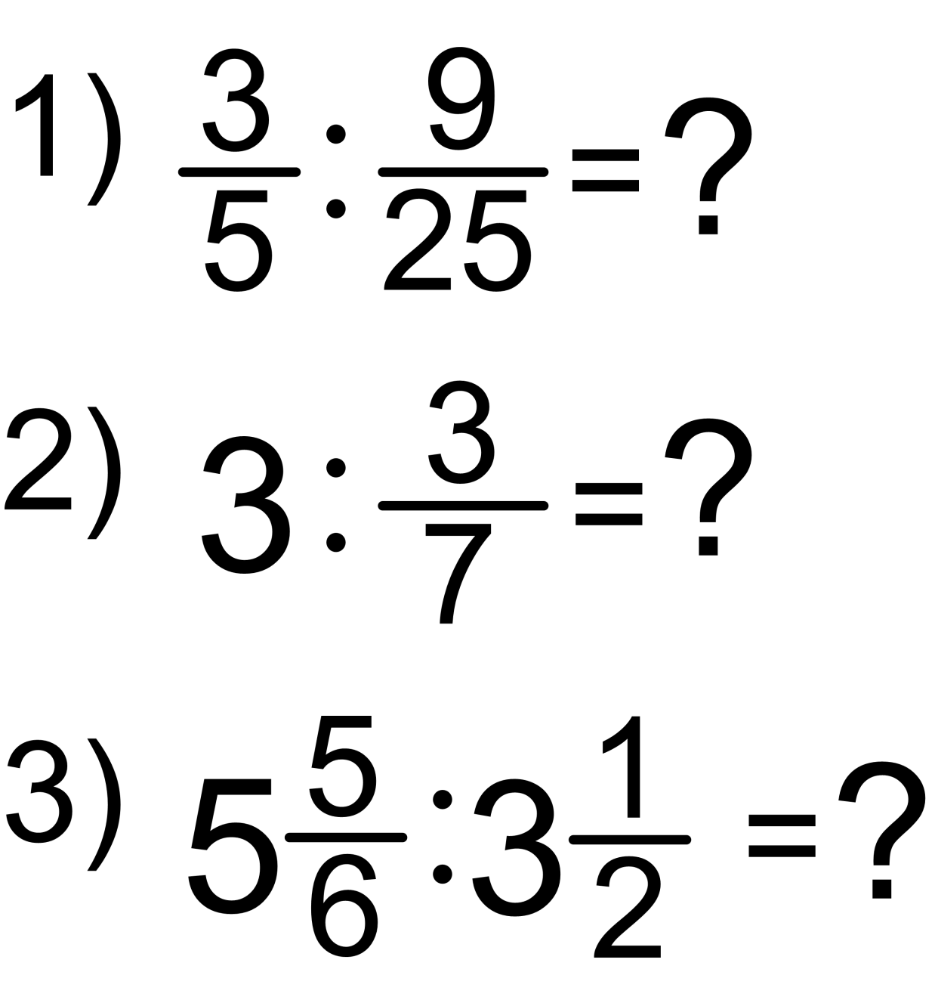 1) 3/5 : 9/25 = ?
2) 3 : 3/7 = ?
3) 5 5/6 : 3 1/2 = ?